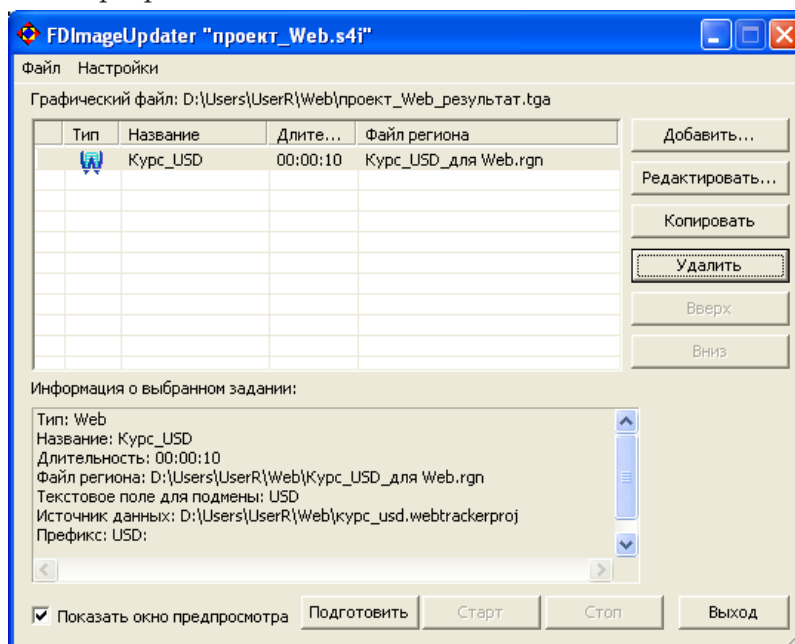 FDImageUpdater "проект_Web.s4i"
Файл Настройки
Графический файл: D:\Users\UserR\Web\проект_Web_результат.tga
Тип Название Длите... Файл региона
Курс_USD 00:00:10 Курс_USD_для Web.rgn
Добавить...
Редактировать...
Копировать
Удалить
Вверх
Вниз
Информация о выбранном задании:
Тип: Web
Название: Курс_USD
Длительность: 00:00:10
Файл региона: D:\Users\UserR\Web\Курс_USD_для Web.rgn
Текстовое поле для подмены: USD
Источник данных: D:\Users\UserR\Web\курс_usd.webtrackerproj
Префикс: USD:
Показать окно предпросмотра Подготовить Старт Стоп Выход